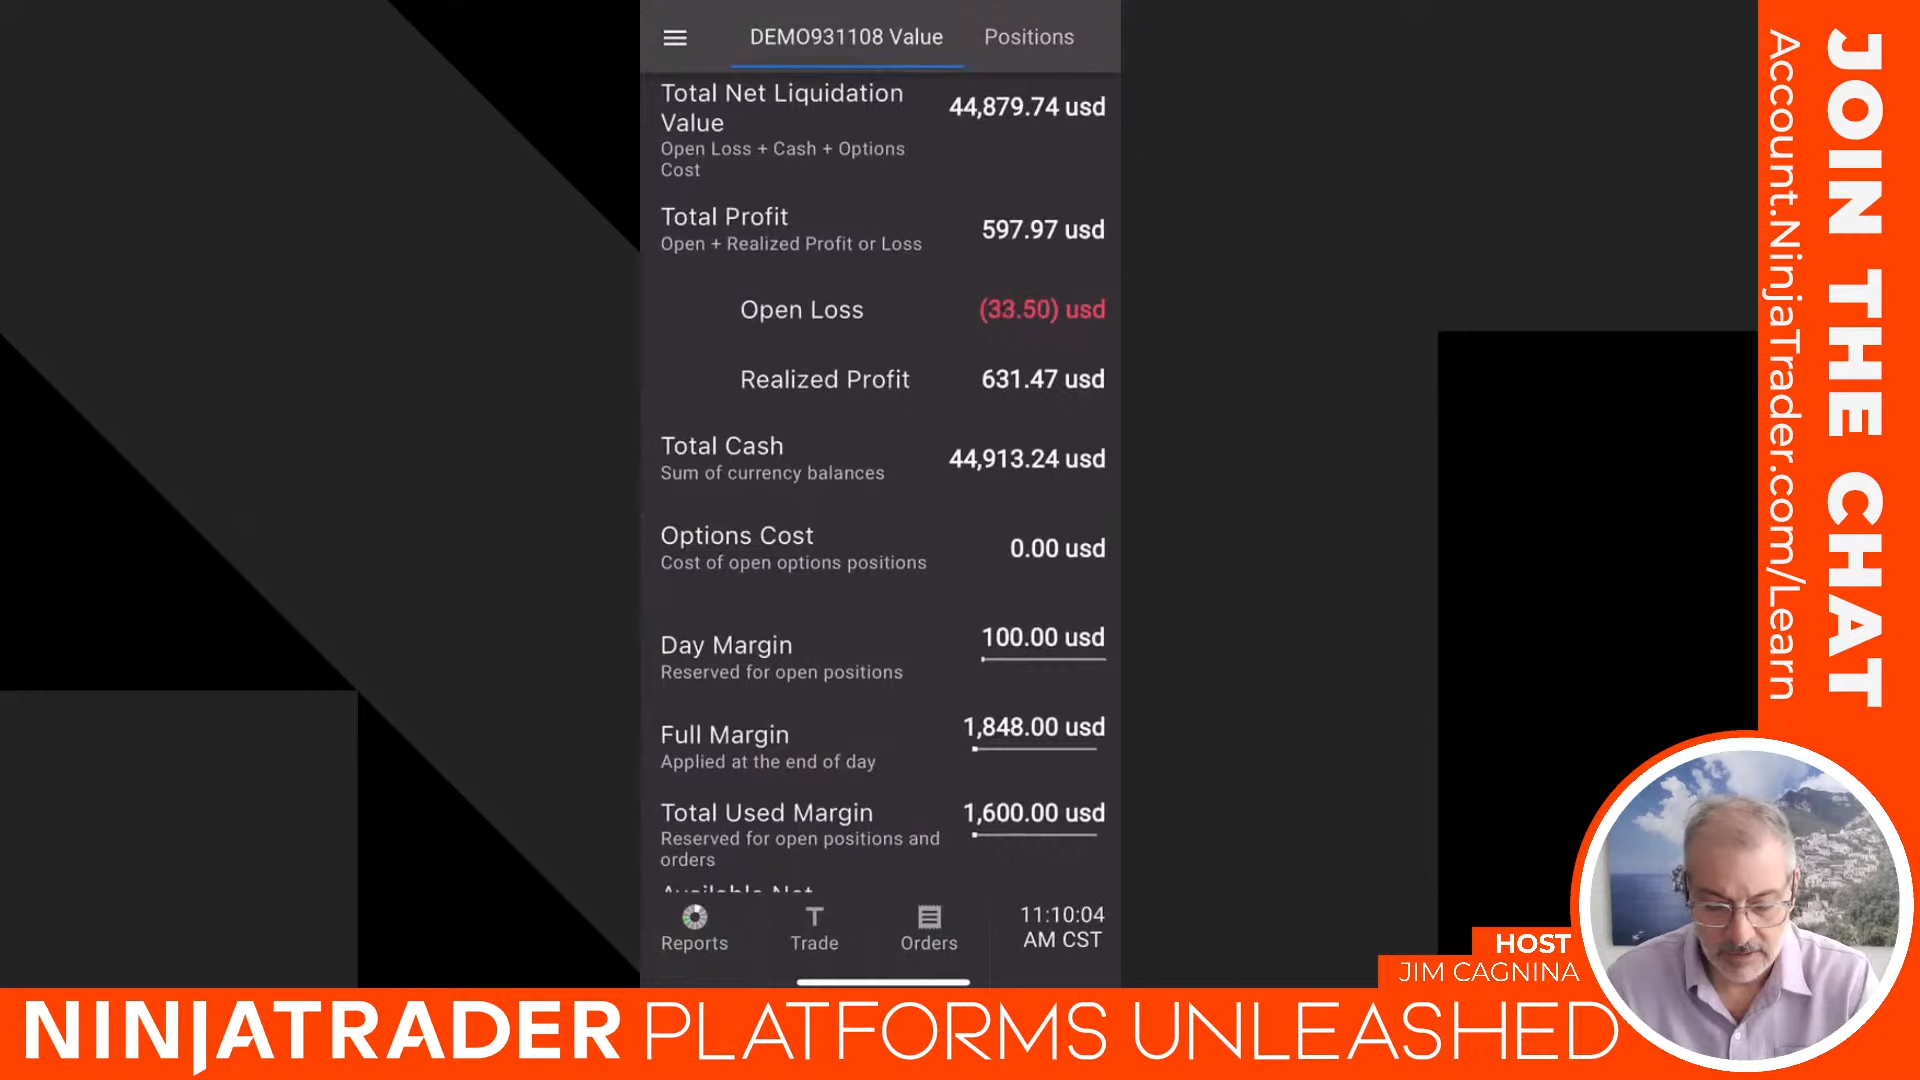 DEMO931108 Value
Positions
Total Net Liquidation
Value
44,879.74 usd
Open Loss + Cash + Options
Cost
Total Profit
597.97 usd
Open + Realized Profit or Loss
Open Loss
(33.50) usd
Realized Profit
631.47 usd
Total Cash
44,913.24 usd
Sum of currency balances
Options Cost
0.00 usd
Cost of open options positions
Day Margin
100.00 usd
Reserved for open positions
Full Margin
1,848.00 usd
Applied at the end of day
Total Used Margin
1,600.00 usd
Reserved for open positions and
orders
Reports
Trade
Orders
11:10:04
AM CST
JOIN THE CHAT
Account.NinjaTrader.com/Learn
HOST
JIM CAGNINA
NINJATRADER PLATFORMS UNLEASHED